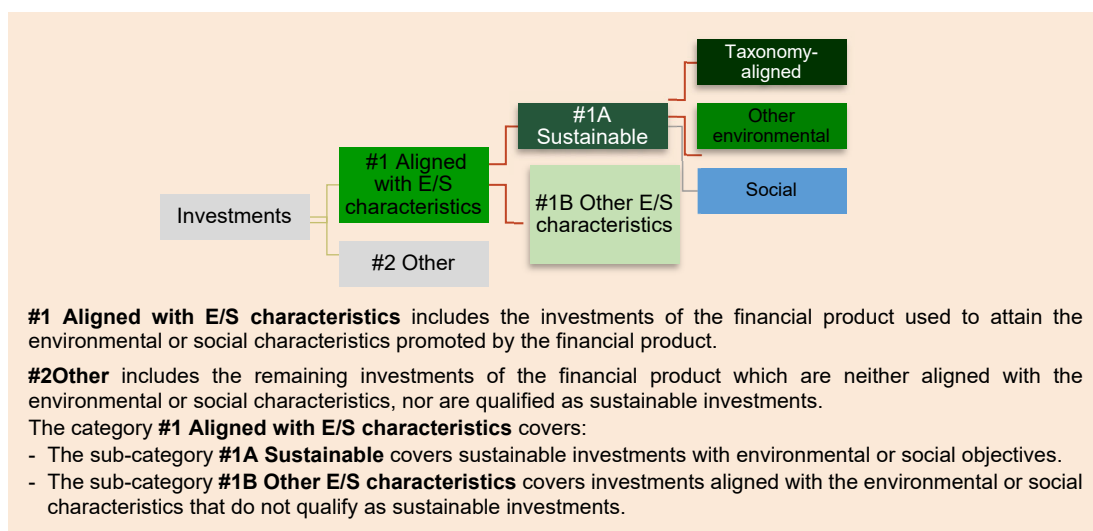 Taxonomy-
aligned
#1A
Sustainable
Other
environmental
#1 Aligned
with E/S
characteristics
Social
#1B Other E/S
characteristics
Investments
#2 Other
#1 Aligned with E/S characteristics includes the investments of the financial product used to attain the
environmental or social characteristics promoted by the financial product.
#2Other includes the remaining investments of the financial product which are neither aligned with the
environmental or social characteristics, nor are qualified as sustainable investments.
The category #1 Aligned with E/S characteristics covers:
- The sub-category #1A Sustainable covers sustainable investments with environmental or social objectives.
- The sub-category #1B Other E/S characteristics covers investments aligned with the environmental or social
characteristics that do not qualify as sustainable investments.